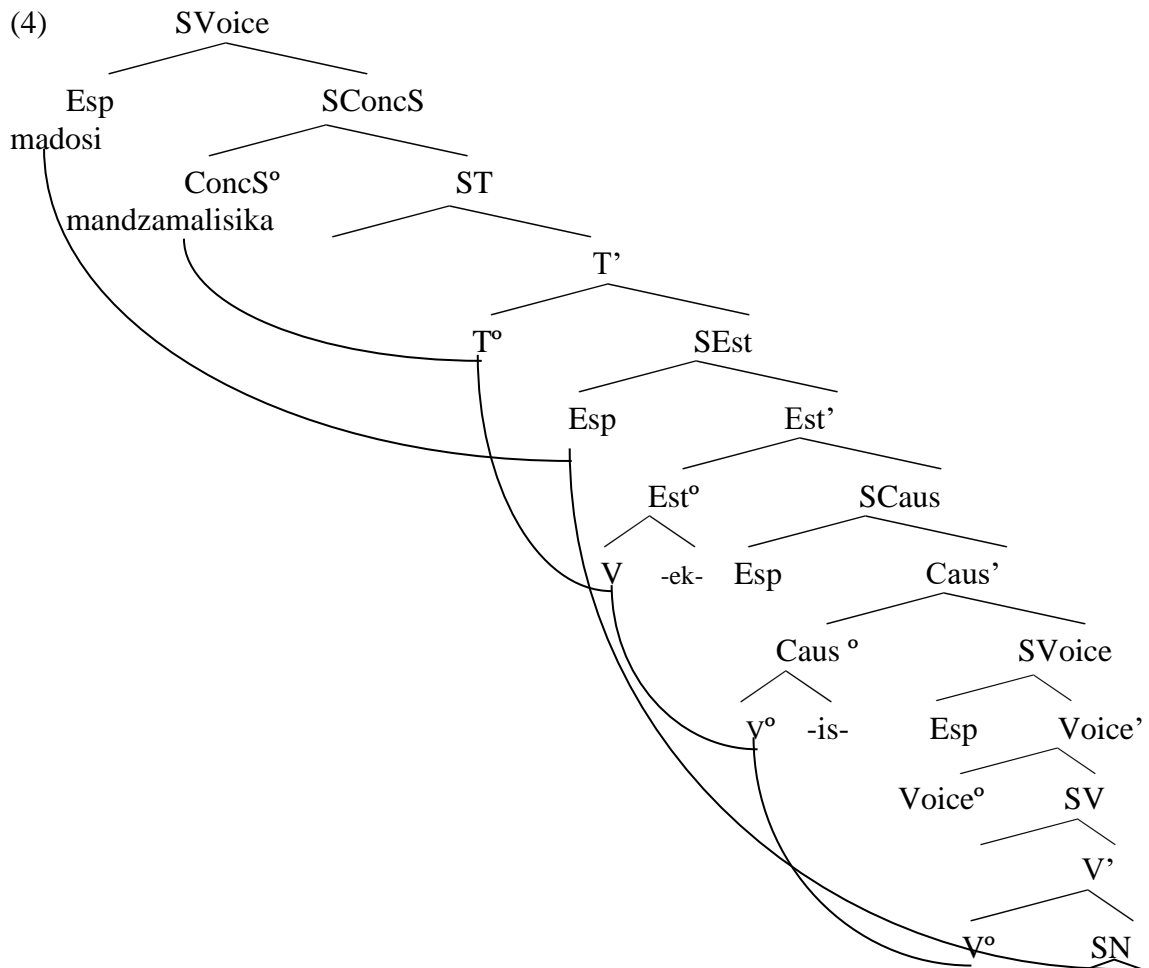 (4) SVoice
Esp SConcS
madosi
ConcSº ST
mandzamalisika
T’
Tº SEst
Esp Est’
Estº SCaus
V -ek- Esp Caus’
Caus º SVoice
vº -is- Esp Voice’
Voiceº SV
V’
Vº SN